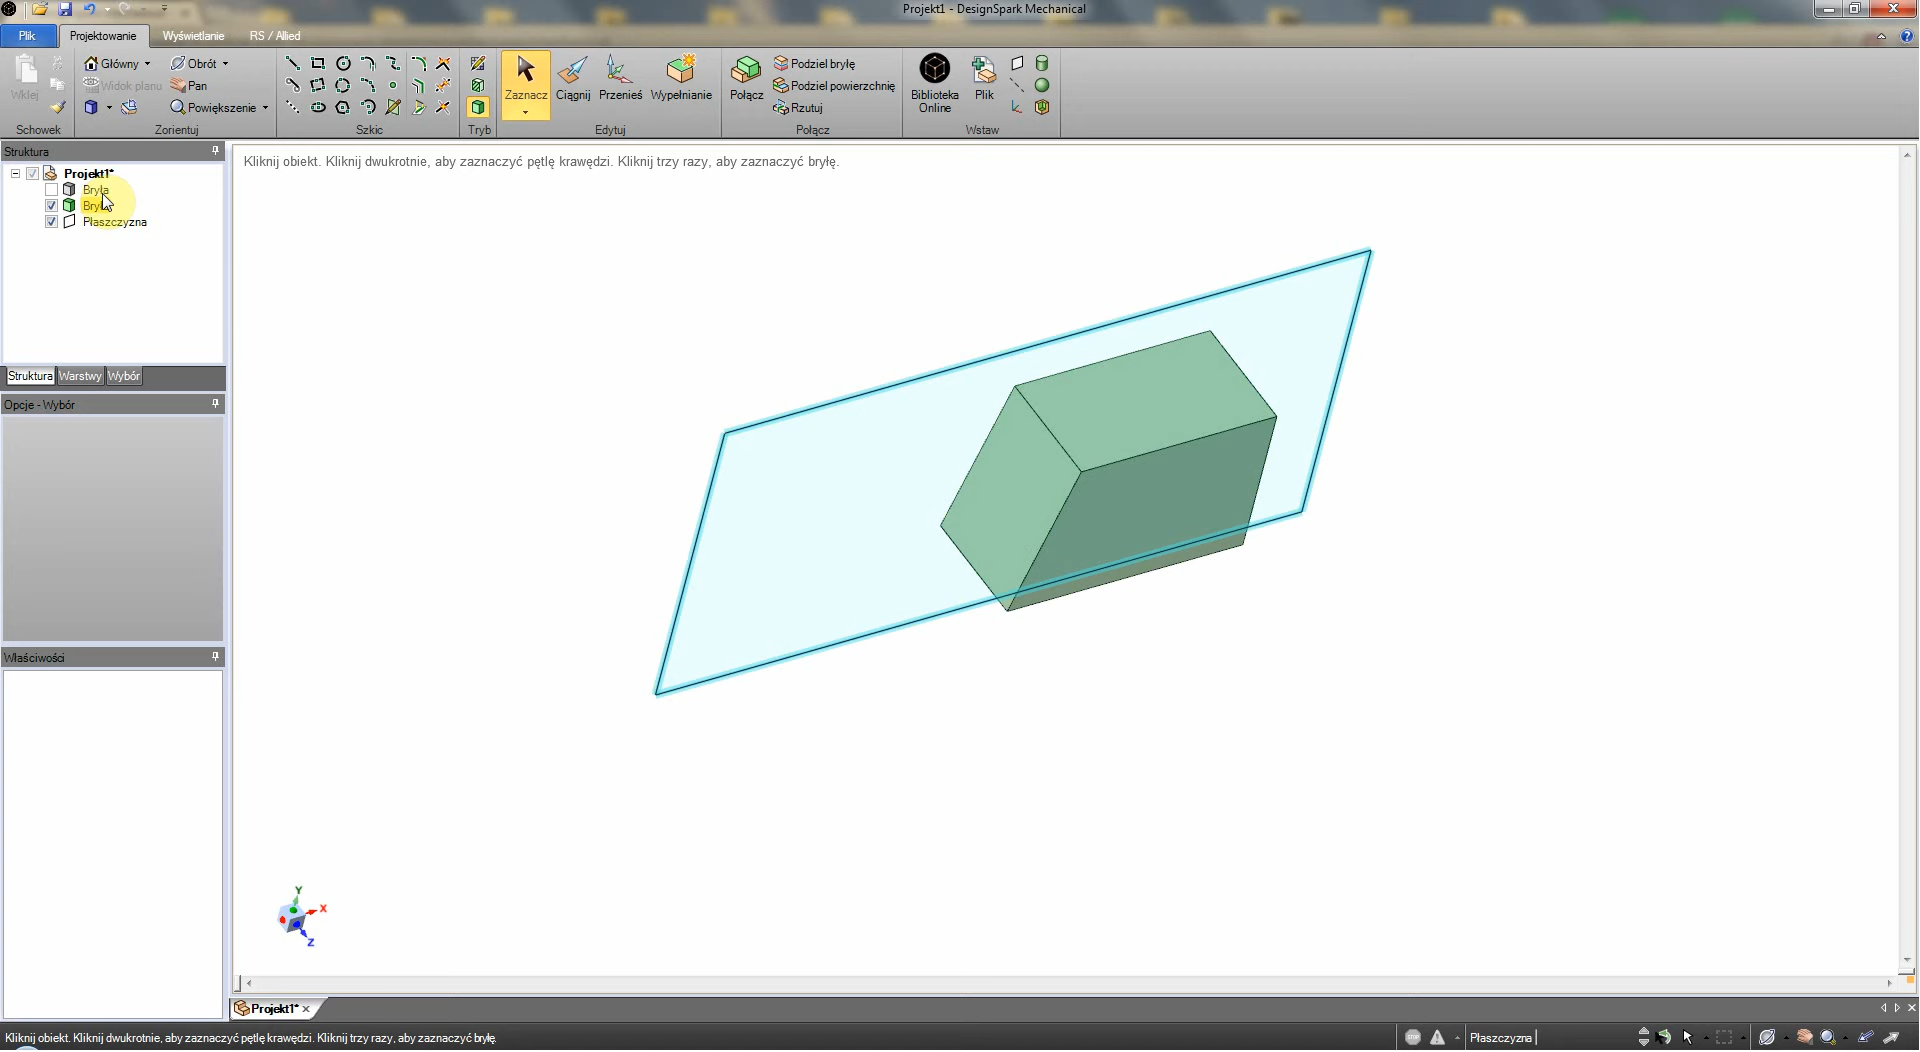 Projekt1 - DesignSpark Mechanical
Plik
Projektowanie
Wyświetlanie
RS / Allied
Wklej
Schowek
Główny
Widok planu
Obrót
Pan
Powiększenie
Zorientuj
Szkic
Tryb
Zaznacz
Ciągnij
Przenieś
Wypełnianie
Edytuj
Połącz
Podziel bryłę
Podziel powierzchnię
Rzutuj
Połącz
Biblioteka
Online
Plik
Wstaw
Struktura
Projekt1*
Bryła
Płaszczyzna
Struktura
Warstwy
Wybór
Opcje - Wybór
Właściwości
Kliknij obiekt. Kliknij dwukrotnie, aby zaznaczyć pętlę krawędzi. Kliknij trzy razy, aby zaznaczyć bryłę.
Y
X
Z
Projekt1*
Kliknij obiekt. Kliknij dwukrotnie, aby zaznaczyć pętlę krawędzi. Kliknij trzy razy, aby zaznaczyć bryłę.
Płaszczyzna